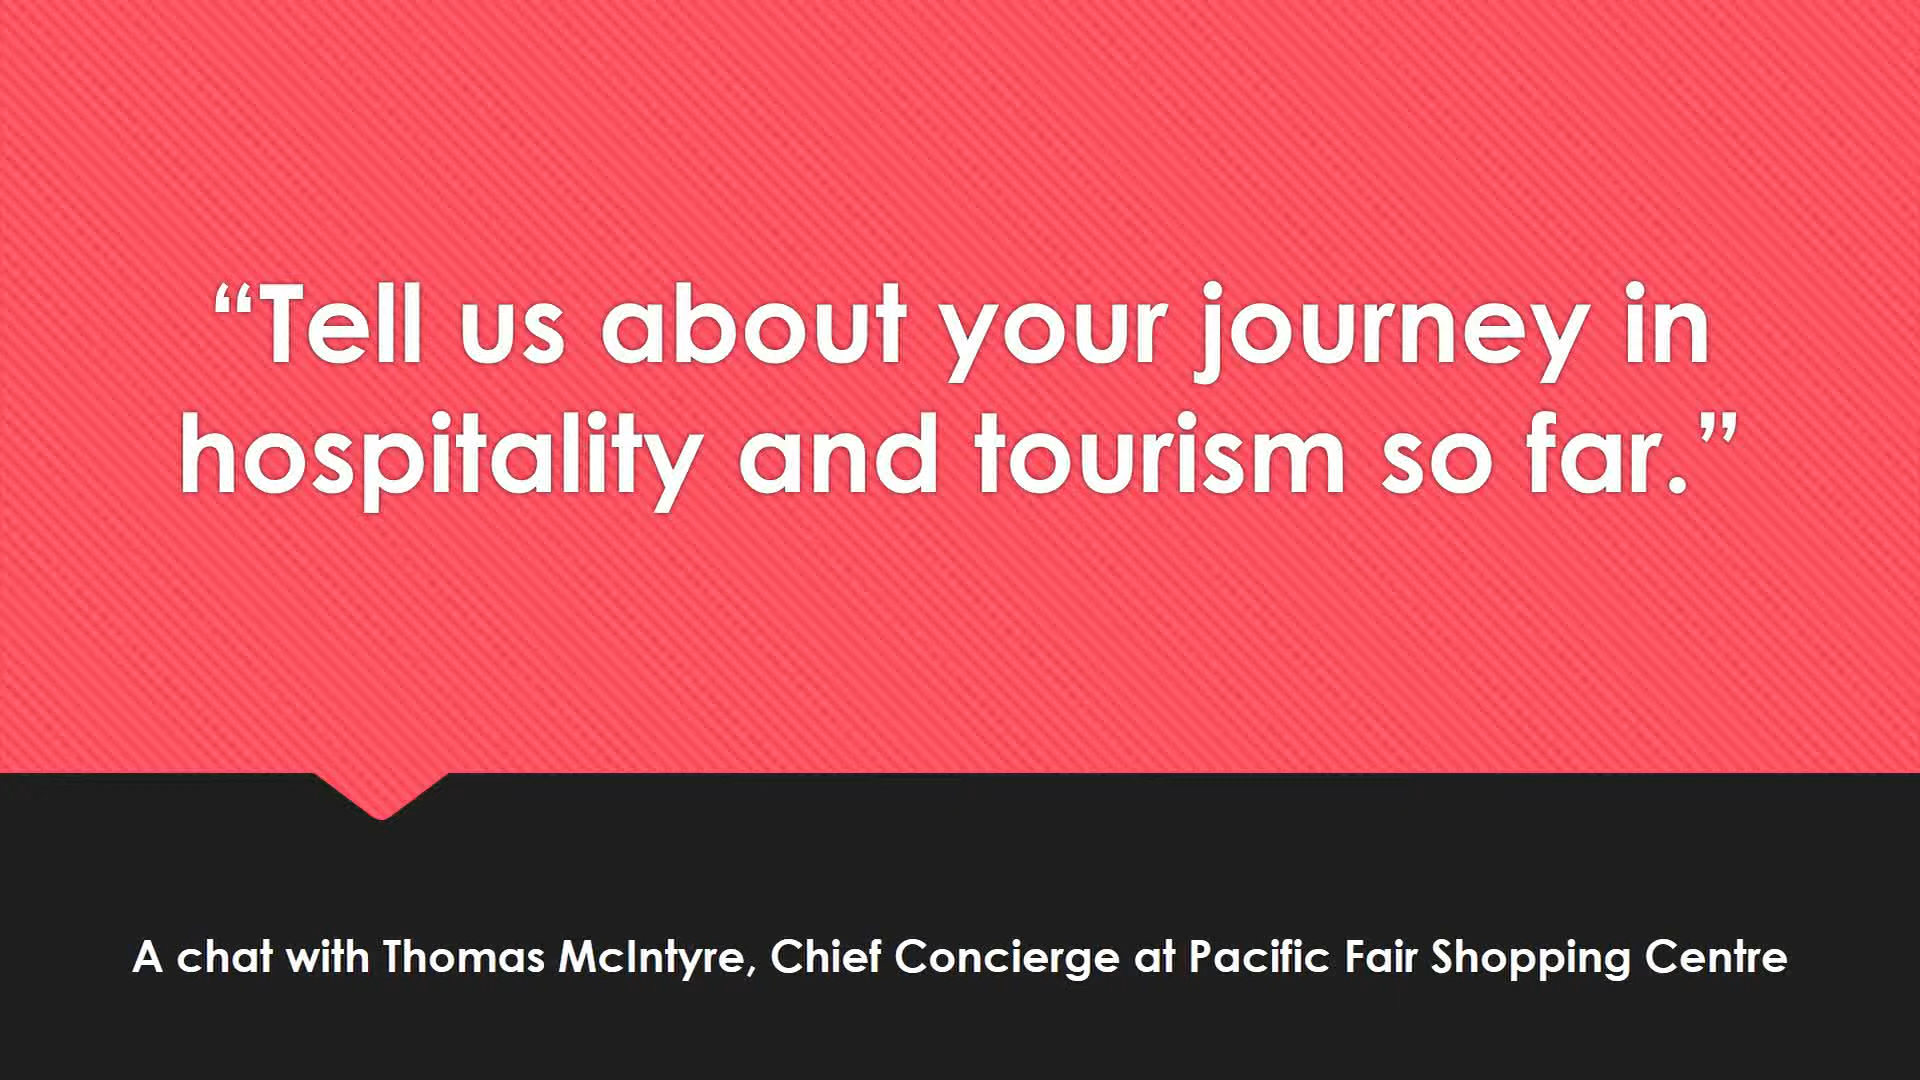 “Tell us about your journey in
hospitality and tourism so far.”
A chat with Thomas McIntyre, Chief Concierge at Pacific Fair Shopping Centre